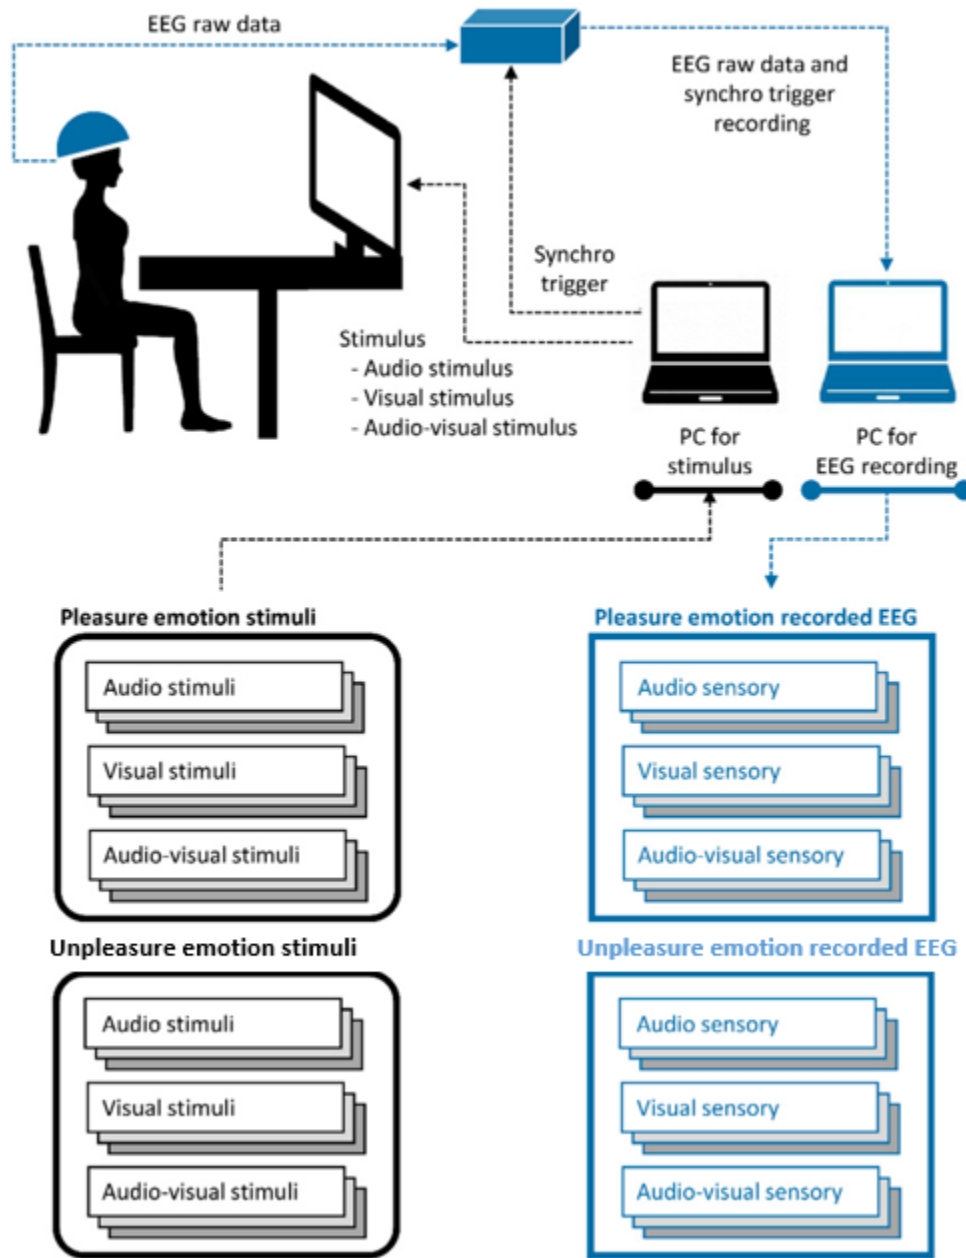 EEG raw data
EEG raw data and
synchro trigger
recording
Synchro
trigger
Stimulus
- Audio stimulus
- Visual stimulus
- Audio-visual stimulus
PC for
stimulus
PC for
EEG recording
Pleasure emotion stimuli
Audio stimuli
Visual stimuli
Audio-visual stimuli
Pleasure emotion recorded EEG
Audio sensory
Visual sensory
Audio-visual sensory
Unpleasure emotion stimuli
Audio stimuli
Visual stimuli
Audio-visual stimuli
Unpleasure emotion recorded EEG
Audio sensory
Visual sensory
Audio-visual sensory